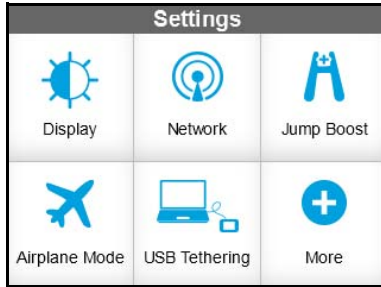 Settings
Display
Network
Jump Boost
Airplane Mode
USB Tethering
More